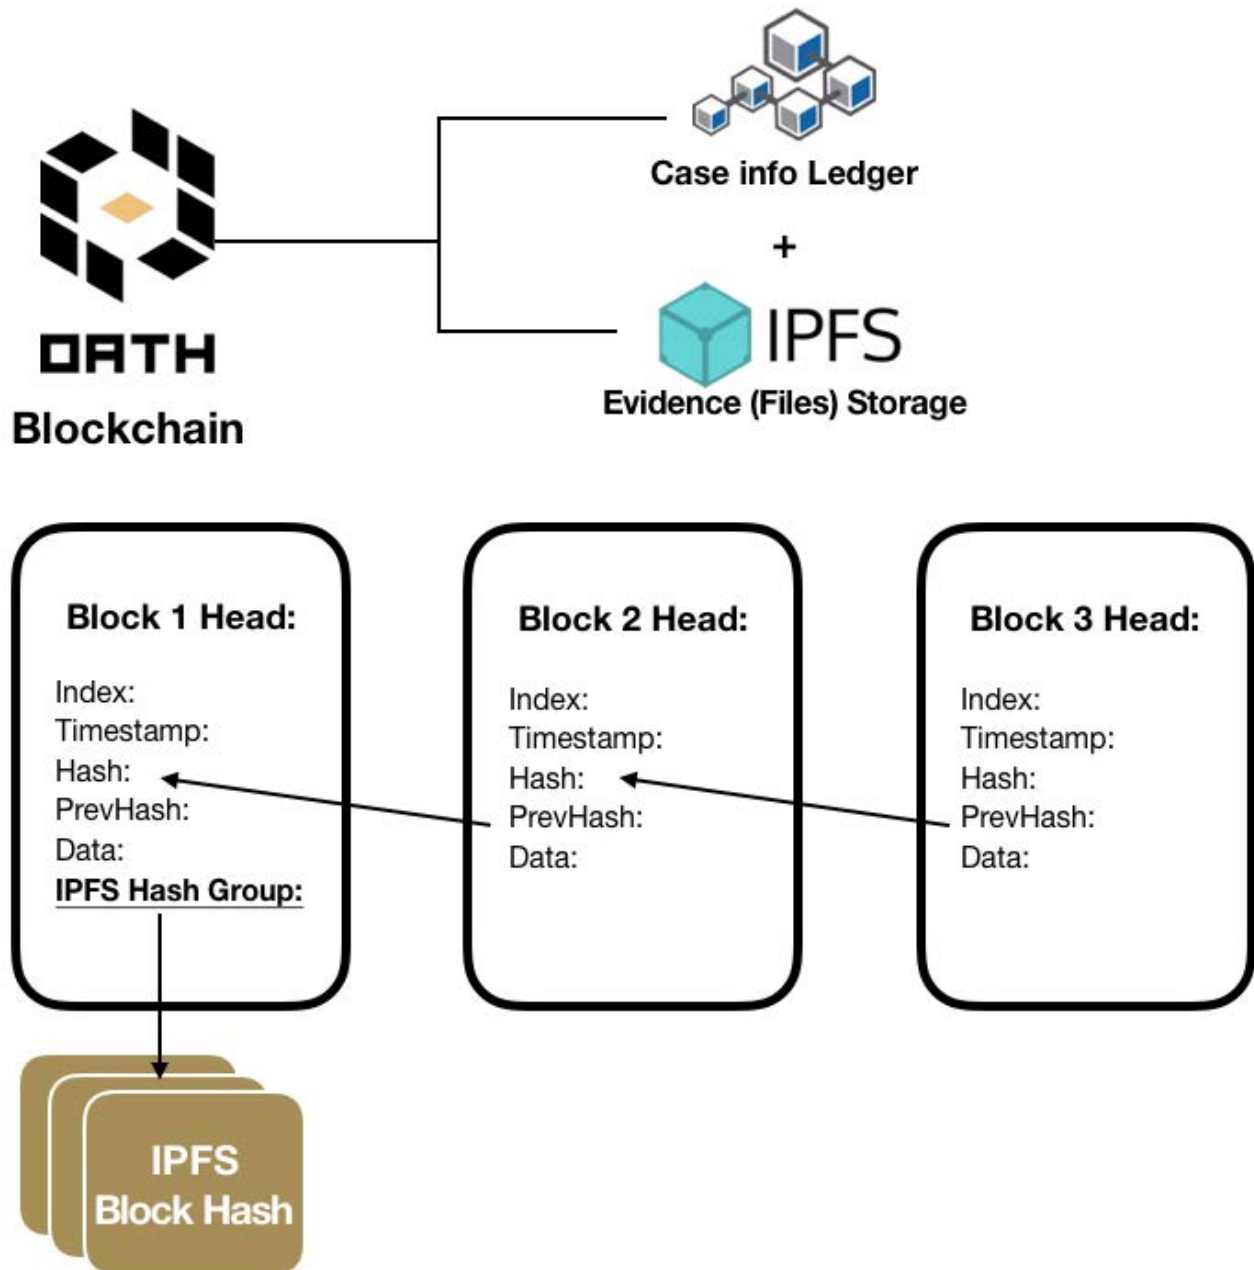 Case info Ledger
+
IPFS
Evidence (Files) Storage
OATH
Blockchain
Block 1 Head:
Index:
Timestamp:
Hash:
PrevHash:
Data:
IPFS Hash Group:
Block 2 Head:
Index:
Timestamp:
Hash:
PrevHash:
Data:
Block 3 Head:
Index:
Timestamp:
Hash:
PrevHash:
Data:
IPFS
Block Hash